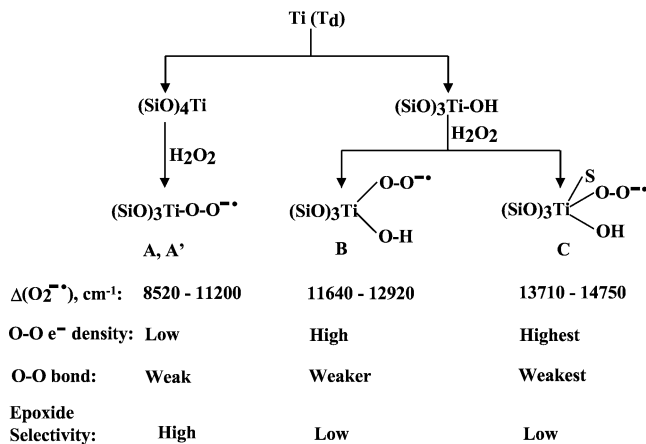 Ti (Td)
(SiO)4Ti (SiO)3Ti-OH
H2O2 H2O2
S
O-O−• O-O−•
(SiO)3Ti-O-O−• (SiO)3Ti (SiO)3Ti
O-H OH
A, A’ B C
Δ(O2−•), cm-1: 8520 - 11200 11640 - 12920 13710 - 14750
O-O e− density: Low High Highest
O-O bond: Weak Weaker Weakest
Epoxide
Selectivity: High Low Low